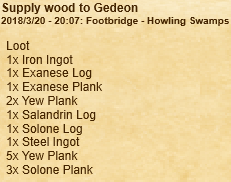 Supply wood to Gedeon
2018/3/20 - 20:07: Footbridge - Howling Swamps
Loot
1x Iron Ingot
1x Exanese Log
1x Exanese Plank
2x Yew Plank
1x Salandrin Log
1x Solone Log
1x Steel Ingot
5x Yew Plank
3x Solone Plank